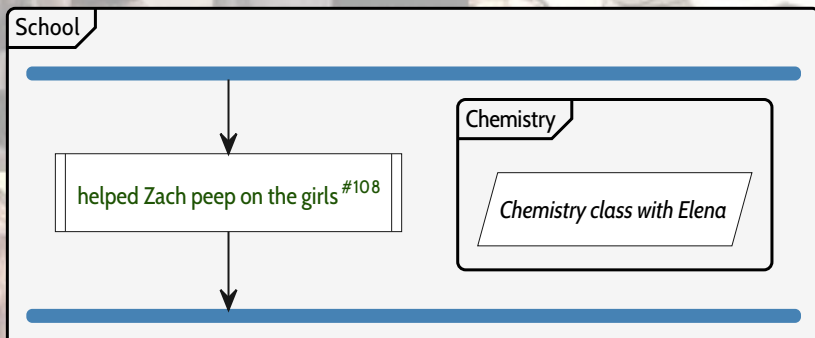 School
Chemistry
helped Zach peep on the girls #108
Chemistry class with Elena